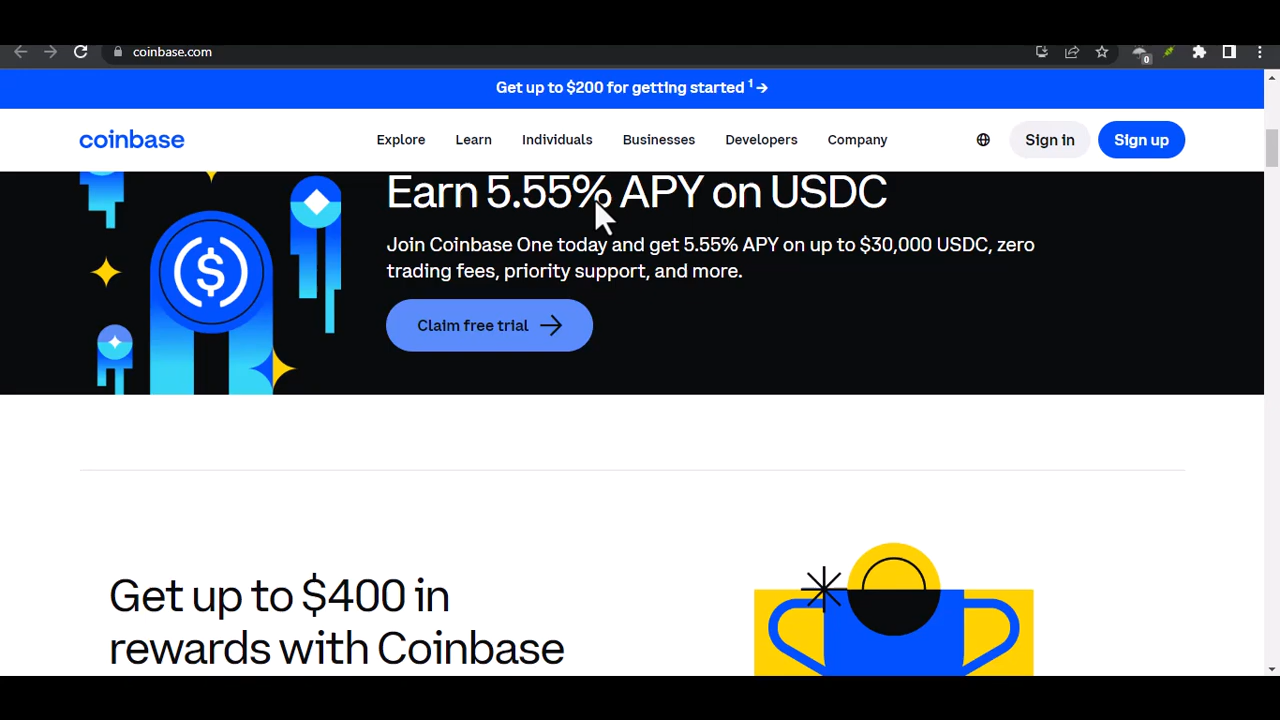 coinbase.com
0
Get up to $200 for getting started 1 →
coinbase Explore Learn Individuals Businesses Developers Company Sign in Sign up
Earn 5.55% APY on USDC
Join Coinbase One today and get 5.55% APY on up to $30,000 USDC, zero
trading fees, priority support, and more.
Claim free trial →
Get up to $400 in
rewards with Coinbase